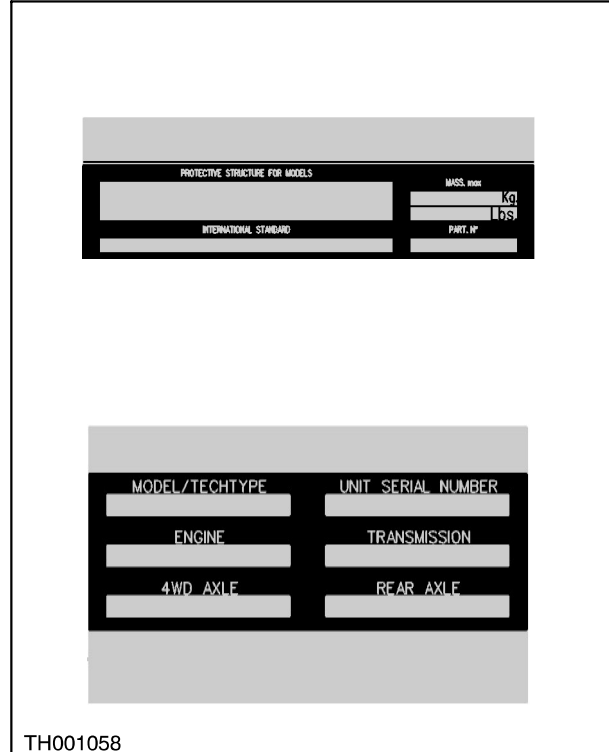 PROTECTIVE STRUCTURE FOR MODELS
MASS. max
Kg.
Lbs.
INTERNATIONAL STANDARD PART. N°
MODEL/TECHTYPE UNIT SERIAL NUMBER
ENGINE TRANSMISSION
4WD AXLE REAR AXLE
TH001058